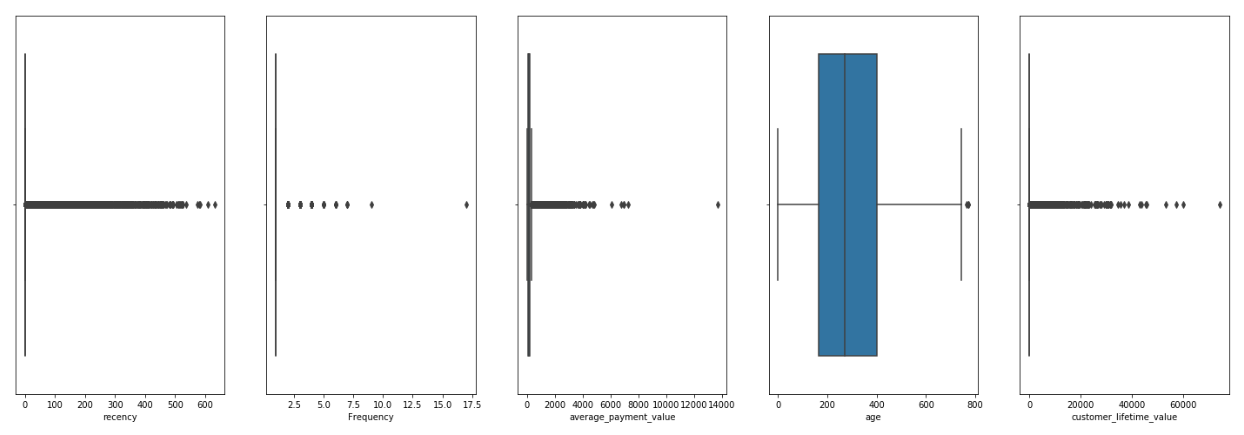 0 100 200 300 400 500 600
recency
2.5 5.0 7.5 10.0 12.5 15.0 17.5
Frequency
0 2000 4000 6000 8000 10000 12000 14000
average_payment_value
0 200 400 600 800
age
0 20000 40000 60000
customer_lifetime_value